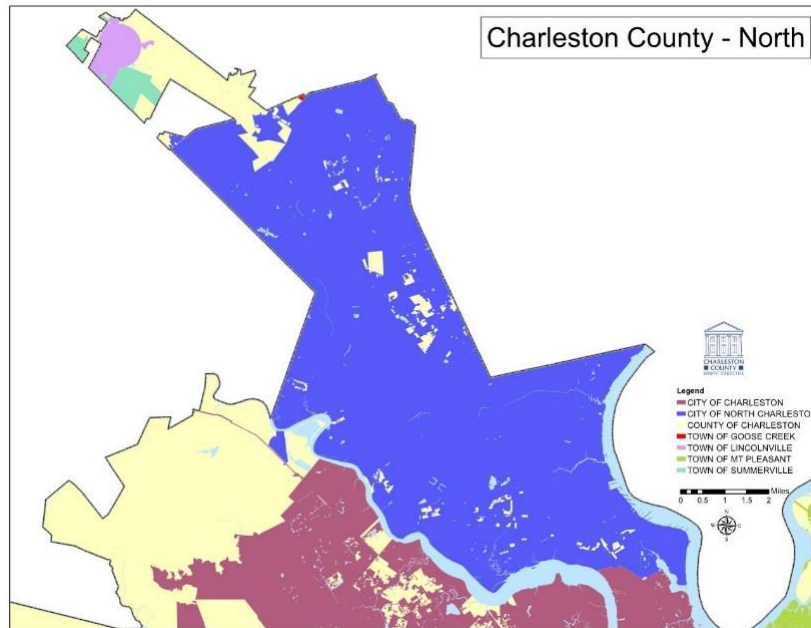 Charleston County - North
CHARLESTON
COUNTY
Legend
CITY OF CHARLESTON
CITY OF NORTH CHARLESTO
COUNTY OF CHARLESTON
TOWN OF GOOSE CREEK
TOWN OF LINCOLNVILLE
TOWN OF MT PLEASANT
TOWN OF SUMMERVILLE
Miles
0 0.5 1 1.5 2